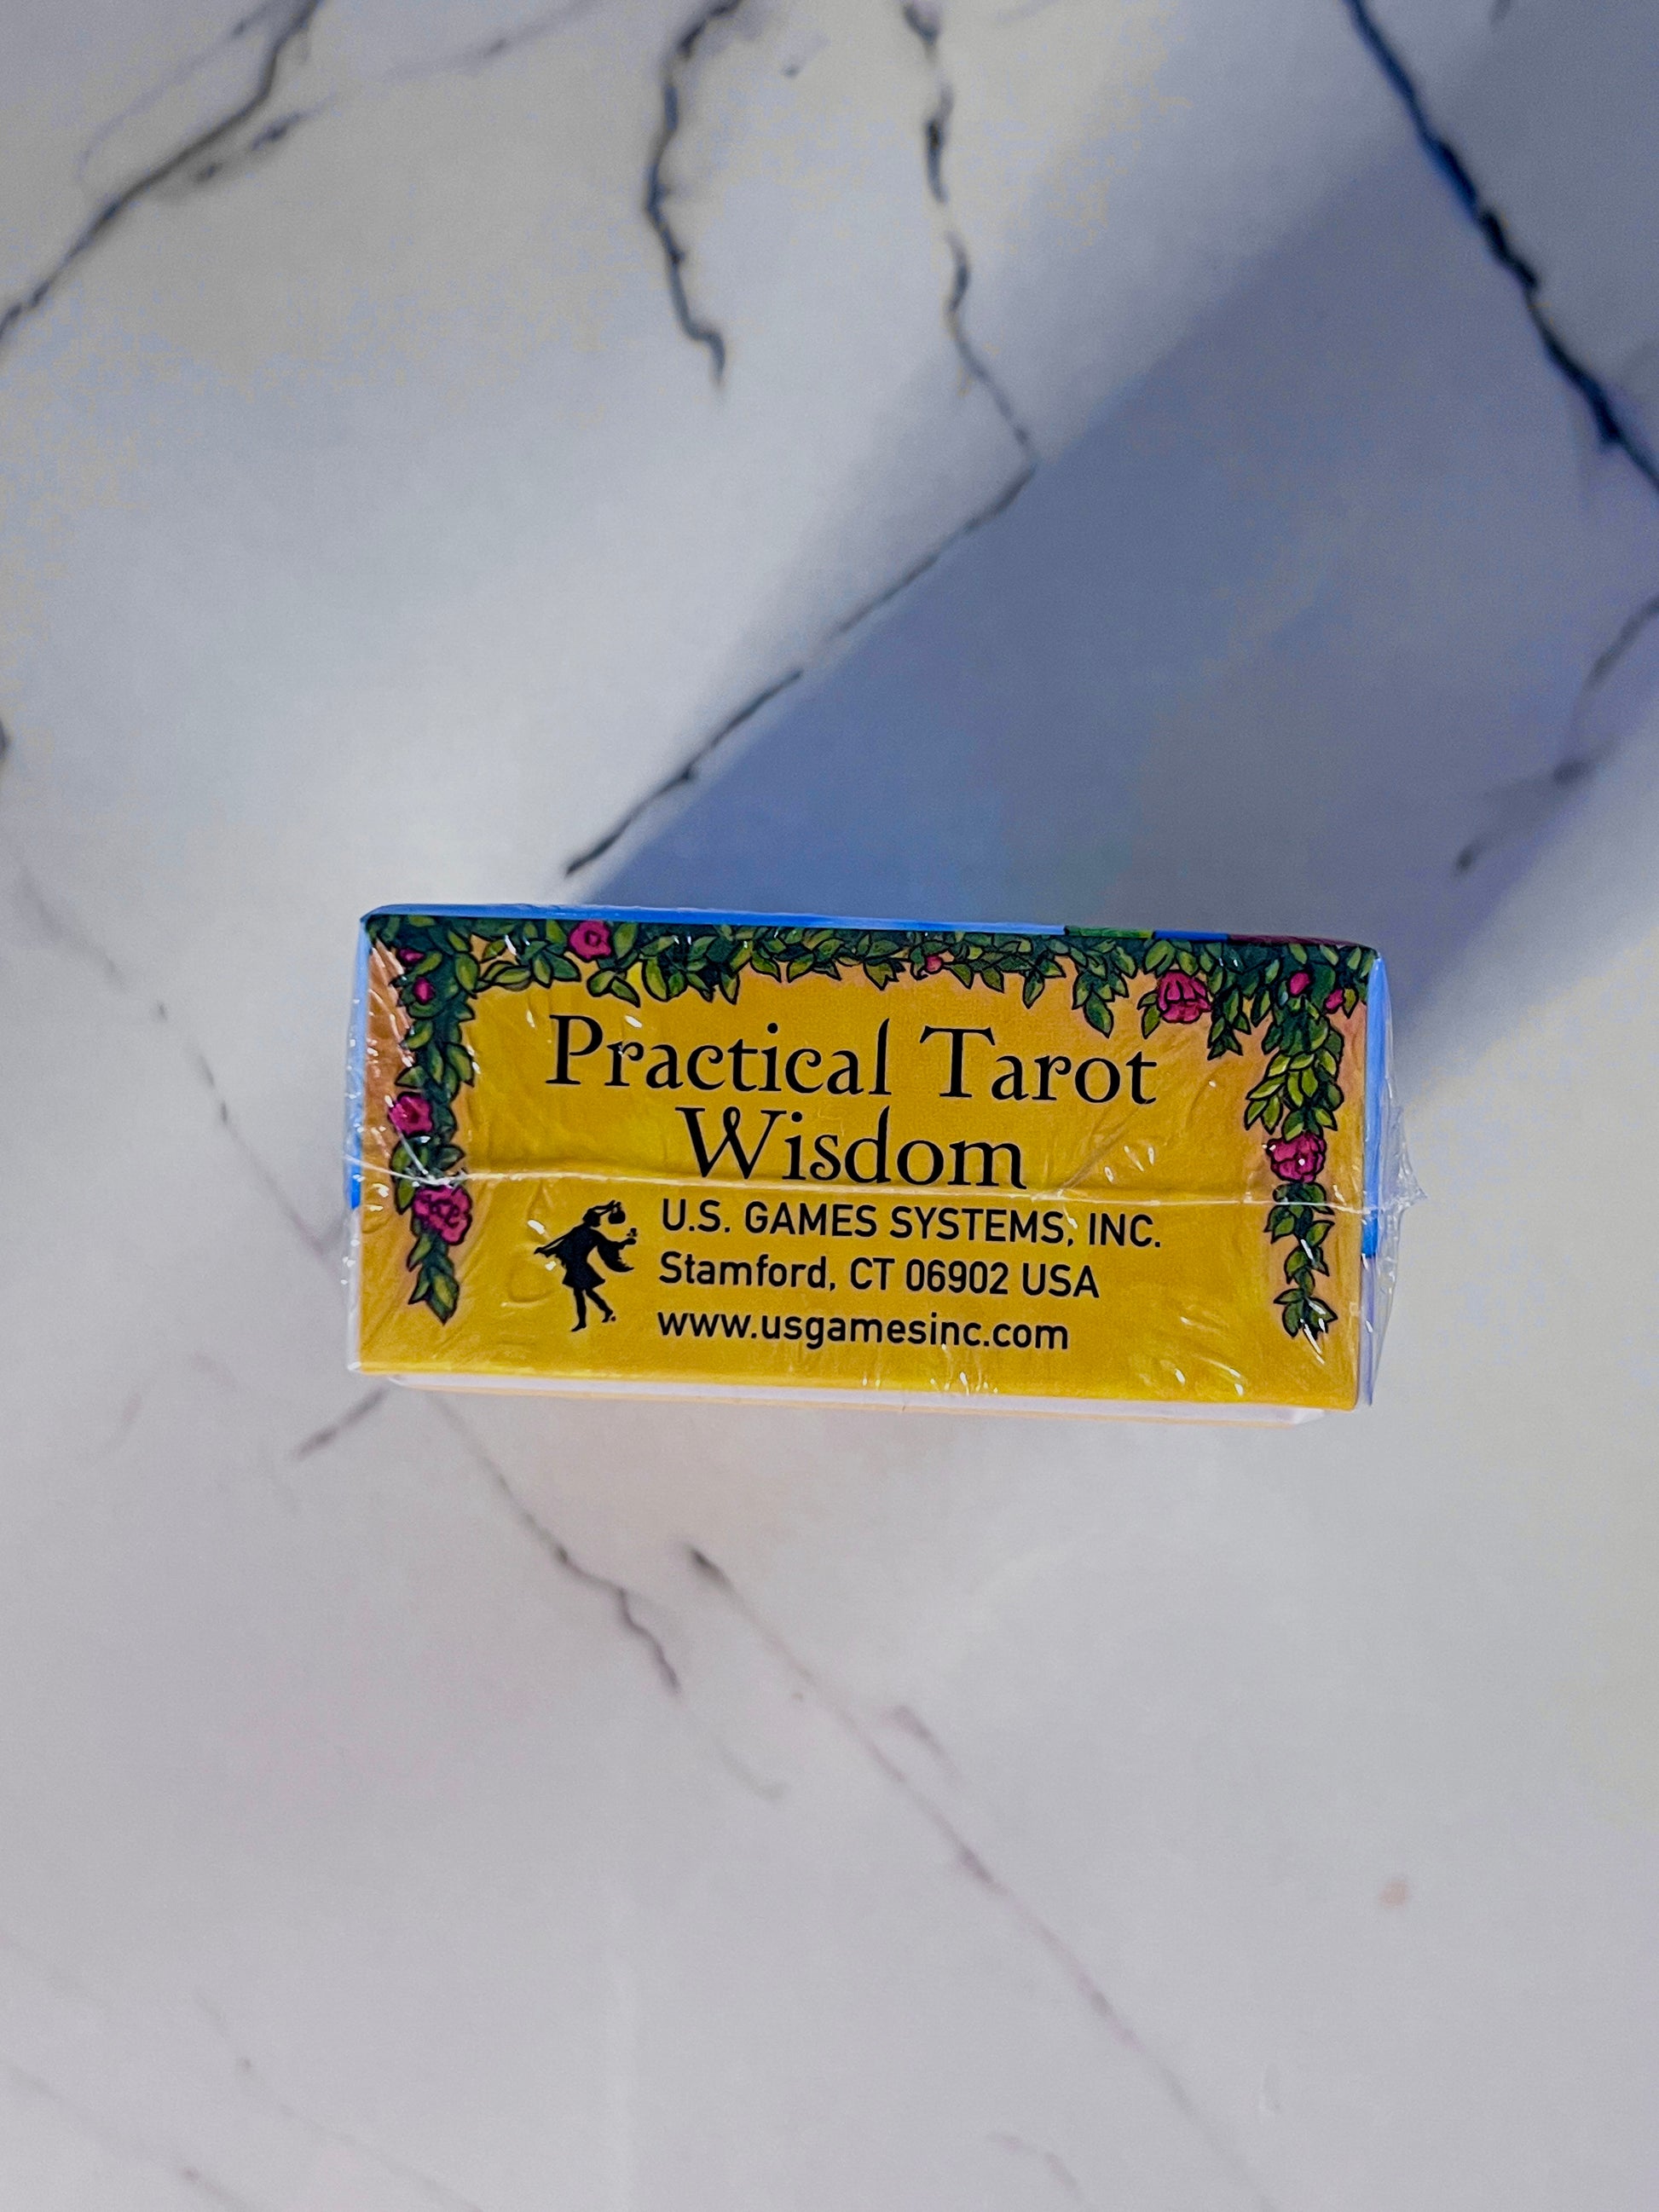 Practical Tarot
Wisdom
U.S. GAMES SYSTEMS, INC.
Stamford, CT 06902 USA
www.usgamesinc.com